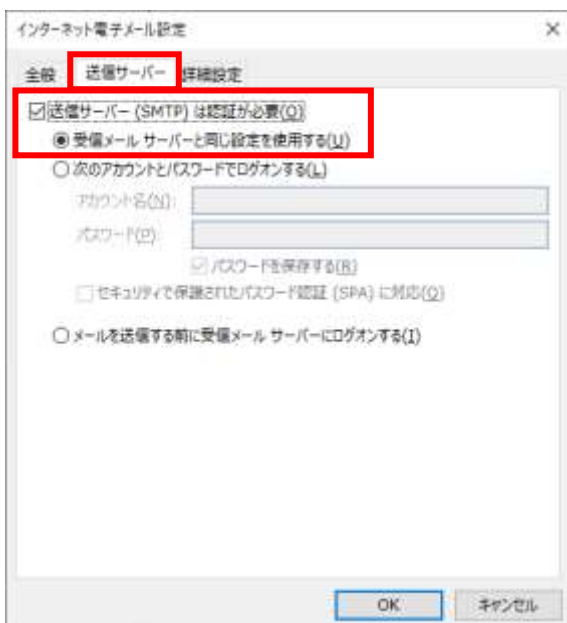 インターネット電子メール設定
全般 送信サーバー 詳細設定
送信サーバー (SMTP) は認証が必要(O)
受信メール サーバーと同じ設定を使用する(U)
次のアカウントとパスワードでログオンする(L)
アカウント名(N):
パスワード(P):
パスワードを保存する(R)
セキュリティで保護されたパスワード認証 (SPA) に対応(Q)
メールを送信する前に受信メール サーバーにログオンする(I)
OK キャンセル